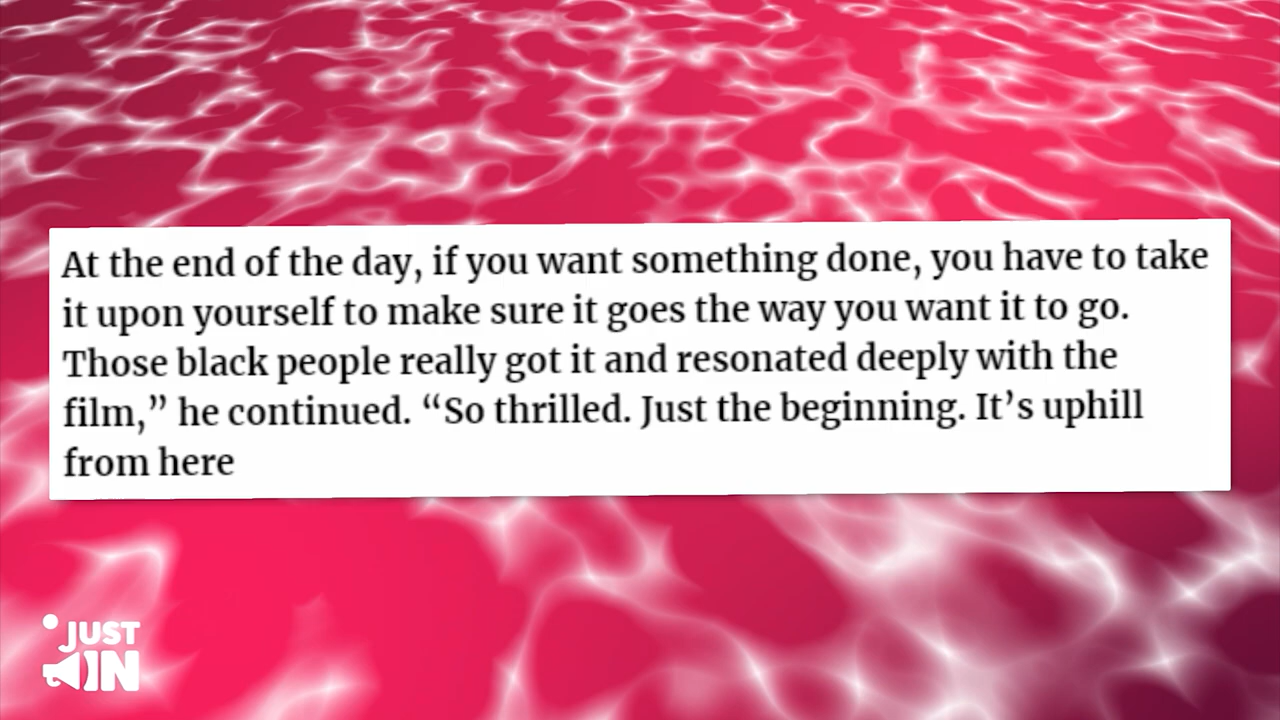 At the end of the day, if you want something done, you have to take
it upon yourself to make sure it goes the way you want it to go.
Those black people really got it and resonated deeply with the
film,” he continued. “So thrilled. Just the beginning. It’s uphill
from here
JUST
IN